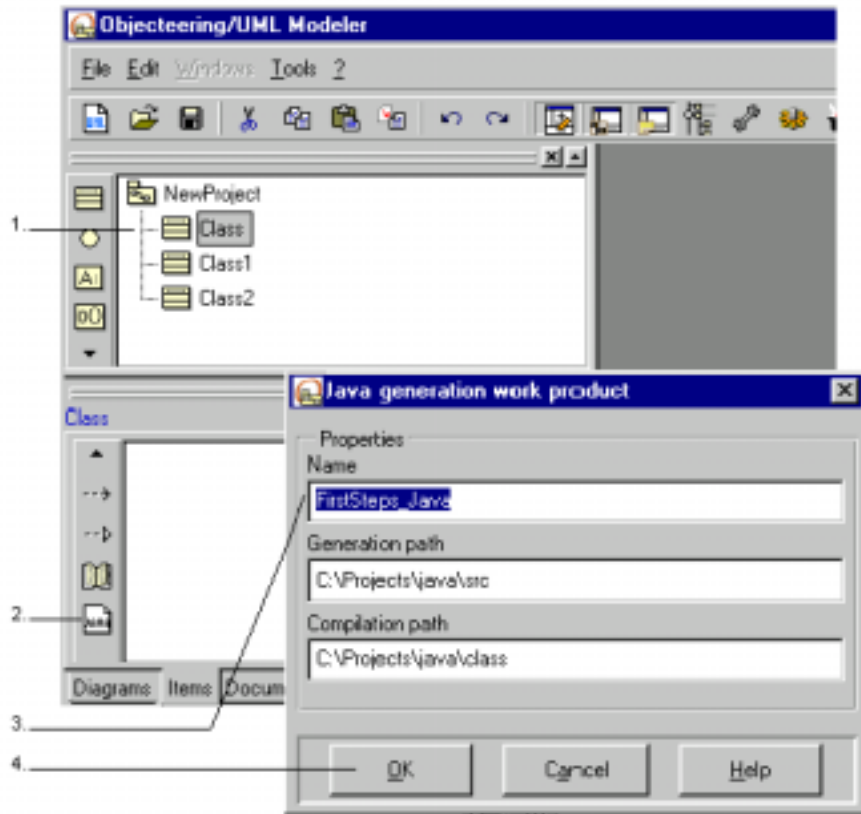 Objecteering/UML Modeler
File Edit Windows Tools ?
NewProject
1.
Class
Class1
Class2
Java generation work product
Class
Properties
Name
FirstSteps_Java
Generation path
C:\Projects\java\src
2.
Compilation path
C:\Projects\java\class
Diagrams Items Docum
3.
4.
OK Cancel Help